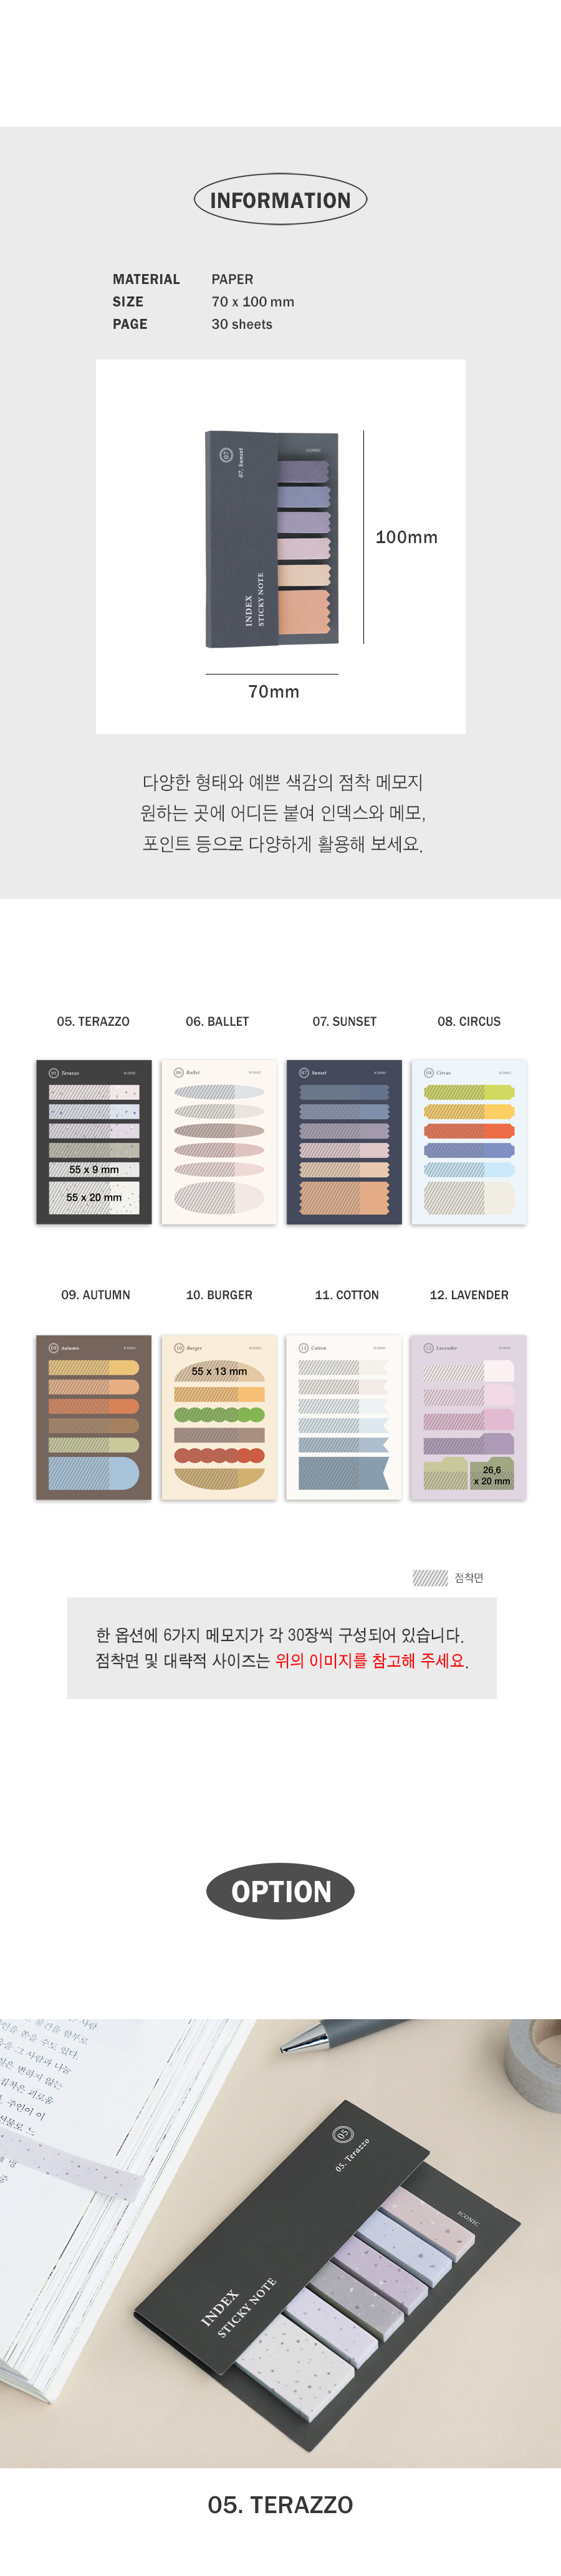 INFORMATION
MATERIAL PAPER
SIZE 70 x 100 mm
PAGE 30 sheets
07
07. Sunset
ICONIC
INDEX
STICKY NOTE
100mm
70mm
다양한 형태와 예쁜 색감의 점착 메모지
원하는 곳에 어디든 붙여 인덱스와 메모,
포인트 등으로 다양하게 활용해 보세요.
05. TERAZZO 06. BALLET 07. SUNSET 08. CIRCUS
05 Terazzo ICONIC 06 Ballet ICONIC 07 Sunset ICONIC 08 Circus ICONIC
55 x 9 mm
55 x 20 mm
09. AUTUMN 10. BURGER 11. COTTON 12. LAVENDER
09 Autumn ICONIC 10 Burger ICONIC 11 Cotton ICONIC 12 Lavender ICONIC
55 x 13 mm
26,6
x 20 mm
점착면
한 옵션에 6가지 메모지가 각 30장씩 구성되어 있습니다.
점착면 및 대략적 사이즈는 위의 이미지를 참고해 주세요.
OPTION
05
05. Terazzo
ICONIC
INDEX
STICKY NOTE
05. TERAZZO